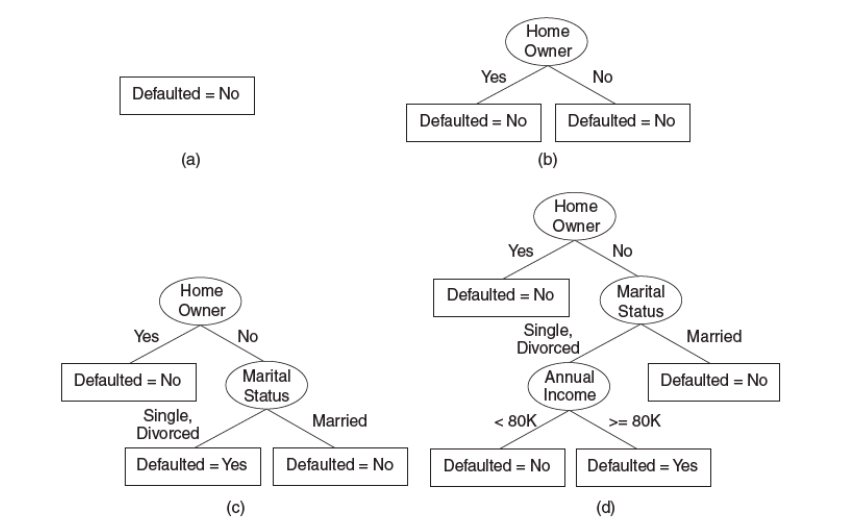 Defaulted = No
(a)
Home
Owner
Yes
No
Defaulted = No
Defaulted = No
(b)
Home
Owner
Yes
No
Defaulted = No
Marital
Status
Single,
Divorced
Married
Defaulted = Yes
Defaulted = No
(c)
Home
Owner
Yes
No
Defaulted = No
Marital
Status
Single,
Divorced
Married
Annual
Income
Defaulted = No
< 80K
>= 80K
Defaulted = No
Defaulted = Yes
(d)